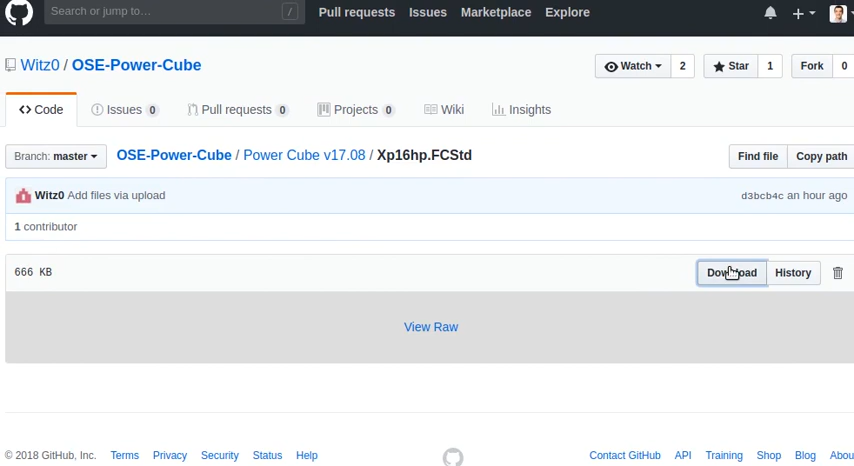 Search or jump to… / Pull requests Issues Marketplace Explore
Witz0 / OSE-Power-Cube Watch 2 Star 1 Fork 0
Code Issues 0 Pull requests 0 Projects 0 Wiki Insights
Branch: master OSE-Power-Cube / Power Cube v17.08 / Xp16hp.FCStd Find file Copy path
Witz0 Add files via upload d3bcb4c an hour ago
1 contributor
666 KB Download History
View Raw
© 2018 GitHub, Inc. Terms Privacy Security Status Help Contact GitHub API Training Shop Blog Abou